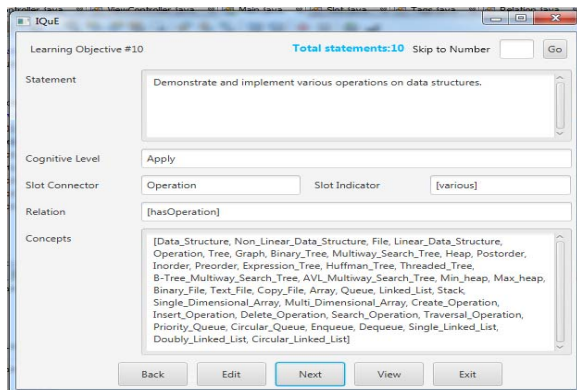 IQuE
Learning Objective #10 Total statements:10 Skip to Number Go
Statement Demonstrate and implement various operations on data structures.
Cognitive Level Apply
Slot Connector Operation Slot Indicator [various]
Relation [hasOperation]
Concepts [Data_Structure, Non_Linear_Data_Structure, File, Linear_Data_Structure,
Operation, Tree, Graph, Binary_Tree, Multiway_Search_Tree, Heap, Postorder,
Inorder, Preorder, Expression_Tree, Huffman_Tree, Threaded_Tree,
B-Tree_Multiway_Search_Tree, AVL_Multiway_Search_Tree, Min_heap, Max_heap,
Binary_File, Text_File, Copy_File, Array, Queue, Linked_List, Stack,
Single_Dimensional_Array, Multi_Dimensional_Array, Create_Operation,
Insert_Operation, Delete_Operation, Search_Operation, Traversal_Operation,
Priority_Queue, Circular_Queue, Enqueue, Dequeue, Single_Linked_List,
Doubly_Linked_List, Circular_Linked_List]
Back Edit Next View Exit